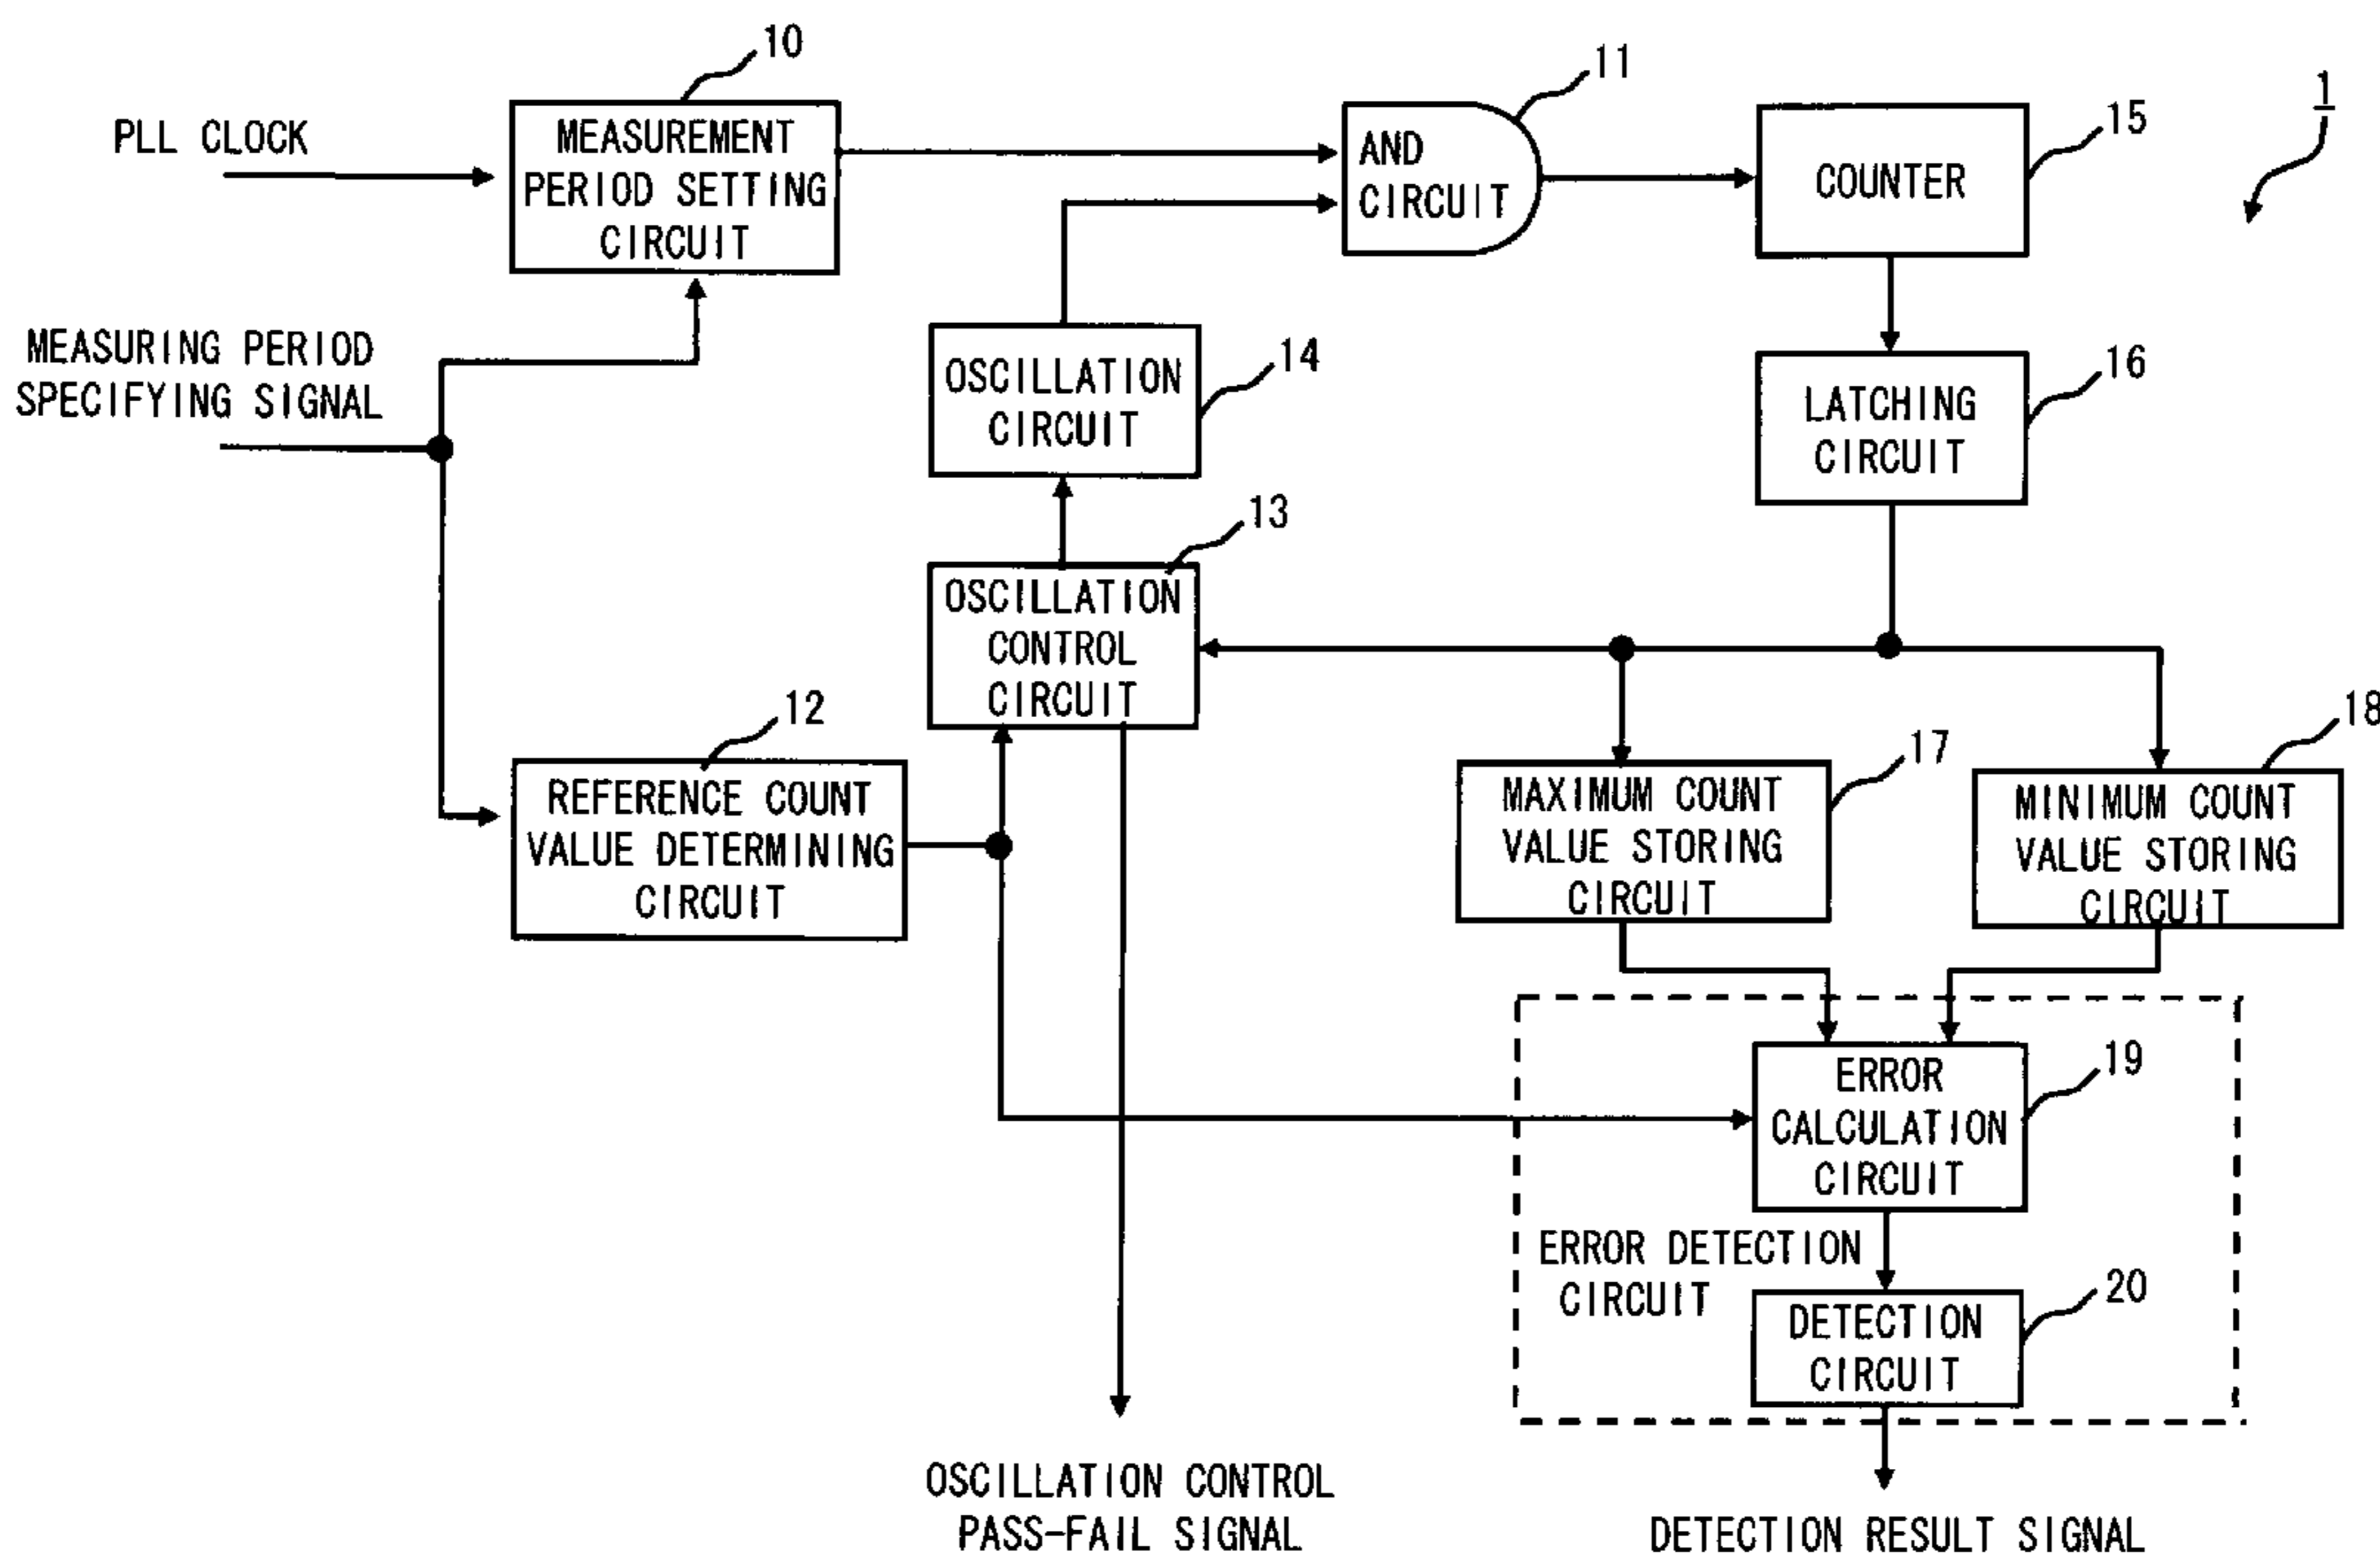 10
11
1
PLL CLOCK
MEASUREMENT
PERIOD SETTING
CIRCUIT
AND
CIRCUIT
COUNTER
15
MEASURING PERIOD
SPECIFYING SIGNAL
OSCILLATION
CIRCUIT
14
LATCHING
CIRCUIT
16
13
OSCILLATION
CONTROL
CIRCUIT
12
REFERENCE COUNT
VALUE DETERMINING
CIRCUIT
17
MAXIMUM COUNT
VALUE STORING
CIRCUIT
18
MINIMUM COUNT
VALUE STORING
CIRCUIT
ERROR
CALCULATION
CIRCUIT
19
ERROR DETECTION
CIRCUIT
DETECTION
CIRCUIT
20
OSCILLATION CONTROL
PASS-FAIL SIGNAL
DETECTION RESULT SIGNAL